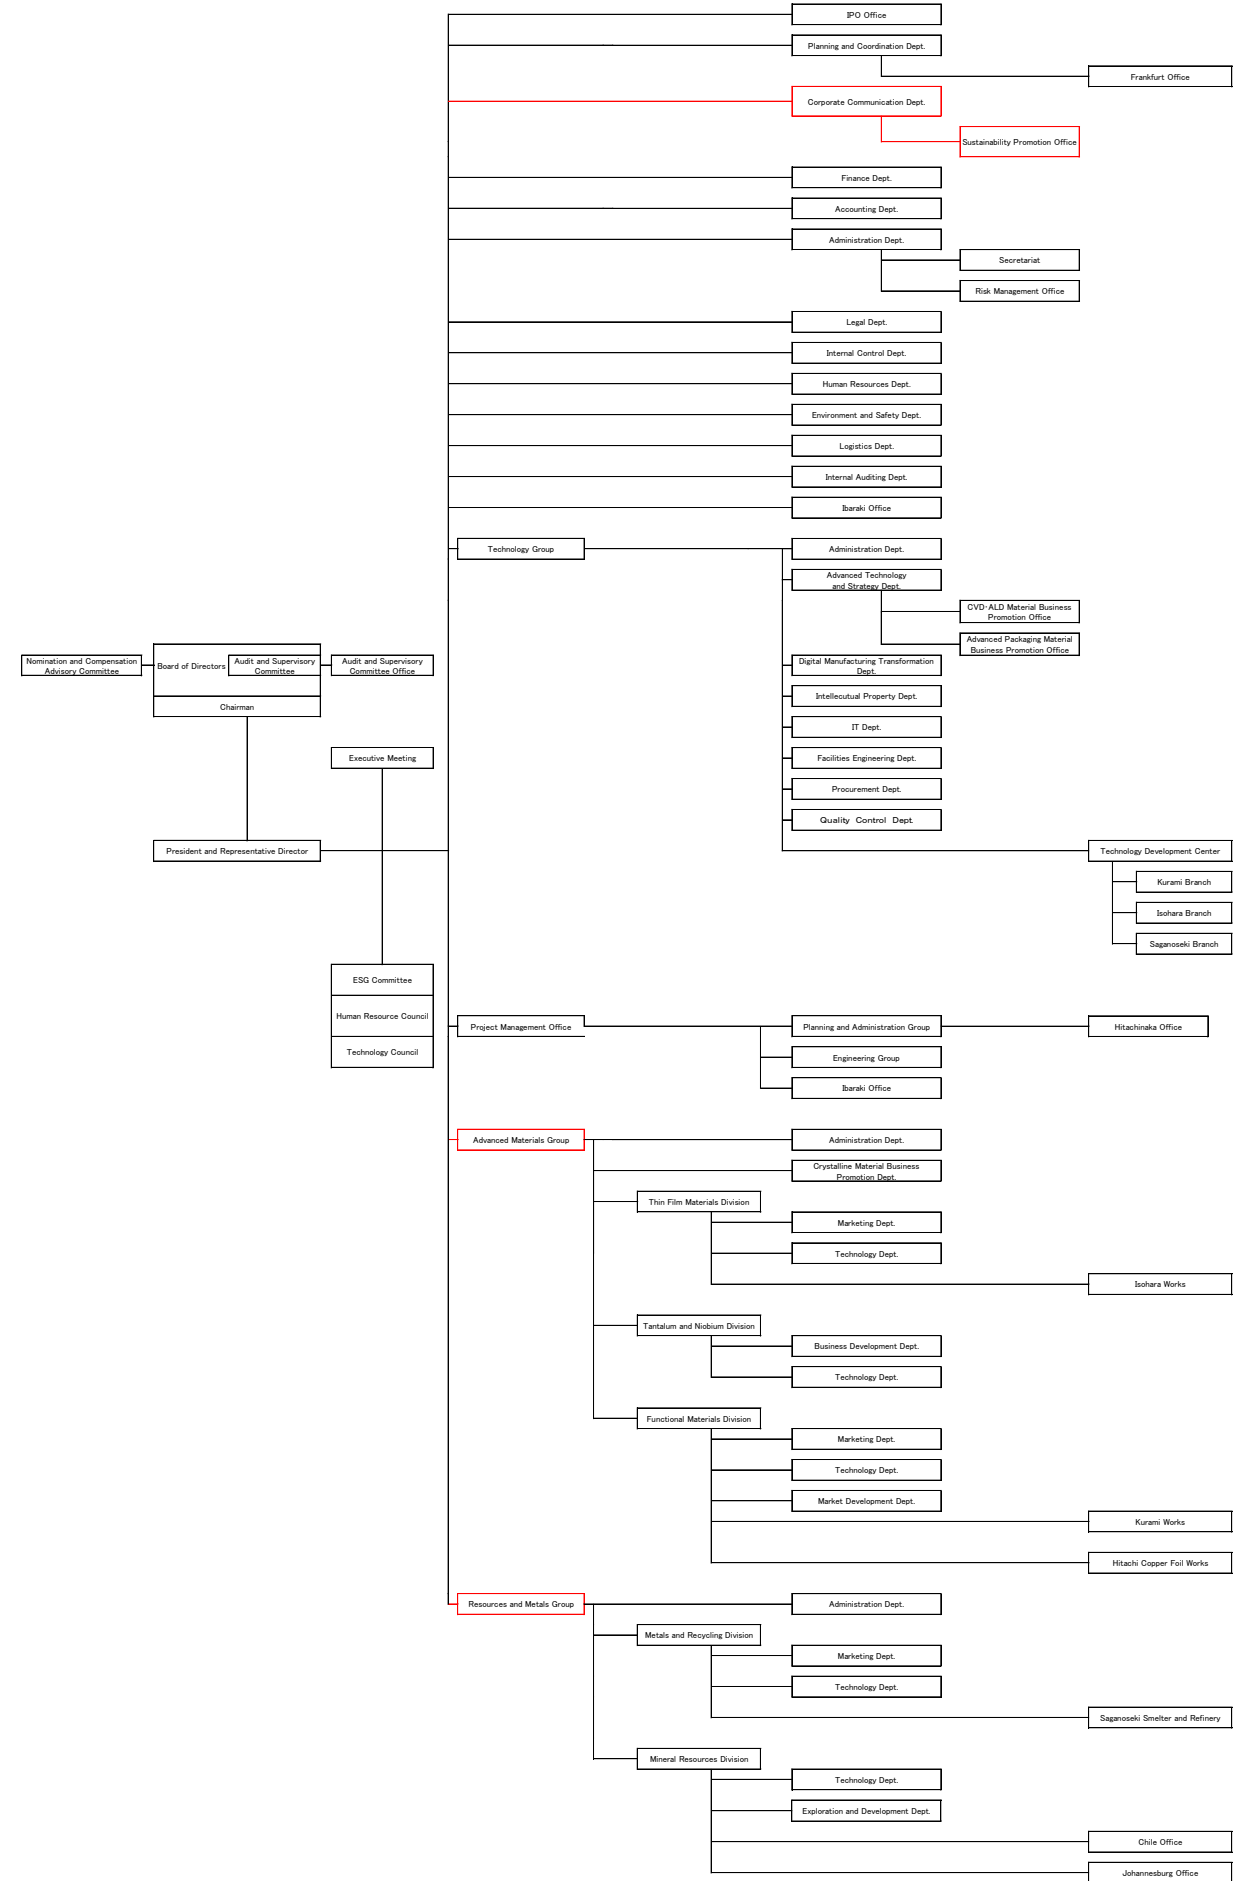 IPO Office
Planning and Coordination Dept.
Frankfurt Office
Corporate Communication Dept.
Sustainability Promotion Office
Finance Dept.
Accounting Dept.
Administration Dept.
Secretariat
Risk Management Office
Legal Dept.
Internal Control Dept.
Human Resources Dept.
Environment and Safety Dept.
Logistics Dept.
Internal Auditing Dept.
Ibaraki Office
Technology Group
Administration Dept.
Advanced Technology
and Strategy Dept.
CVD･ALD Material Business
Promotion Office
Advanced Packaging Material
Business Promotion Office
Nomination and Compensation
Advisory Committee
Board of Directors
Audit and Supervisory
Committee
Audit and Supervisory
Committee Office
Digital Manufacturing Transformation
Dept.
Intellecutual Property Dept.
Chairman
IT Dept.
Executive Meeting
Facilities Engineering Dept.
Procurement Dept.
Quality Control Dept.
President and Representative Director
Technology Development Center
Kurami Branch
Isohara Branch
Saganoseki Branch
ESG Committee
Human Resource Council
Technology Council
Project Management Office
Planning and Administration Group
Hitachinaka Office
Engineering Group
Ibaraki Office
Advanced Materials Group
Administration Dept.
Crystalline Material Business
Promotion Dept.
Thin Film Materials Division
Marketing Dept.
Technology Dept.
Isohara Works
Tantalum and Niobium Division
Business Development Dept.
Technology Dept.
Functional Materials Division
Marketing Dept.
Technology Dept.
Market Development Dept.
Kurami Works
Hitachi Copper Foil Works
Resources and Metals Group
Administration Dept.
Metals and Recycling Division
Marketing Dept.
Technology Dept.
Saganoseki Smelter and Refinery
Mineral Resources Division
Technology Dept.
Exploration and Development Dept.
Chile Office
Johannesburg Office